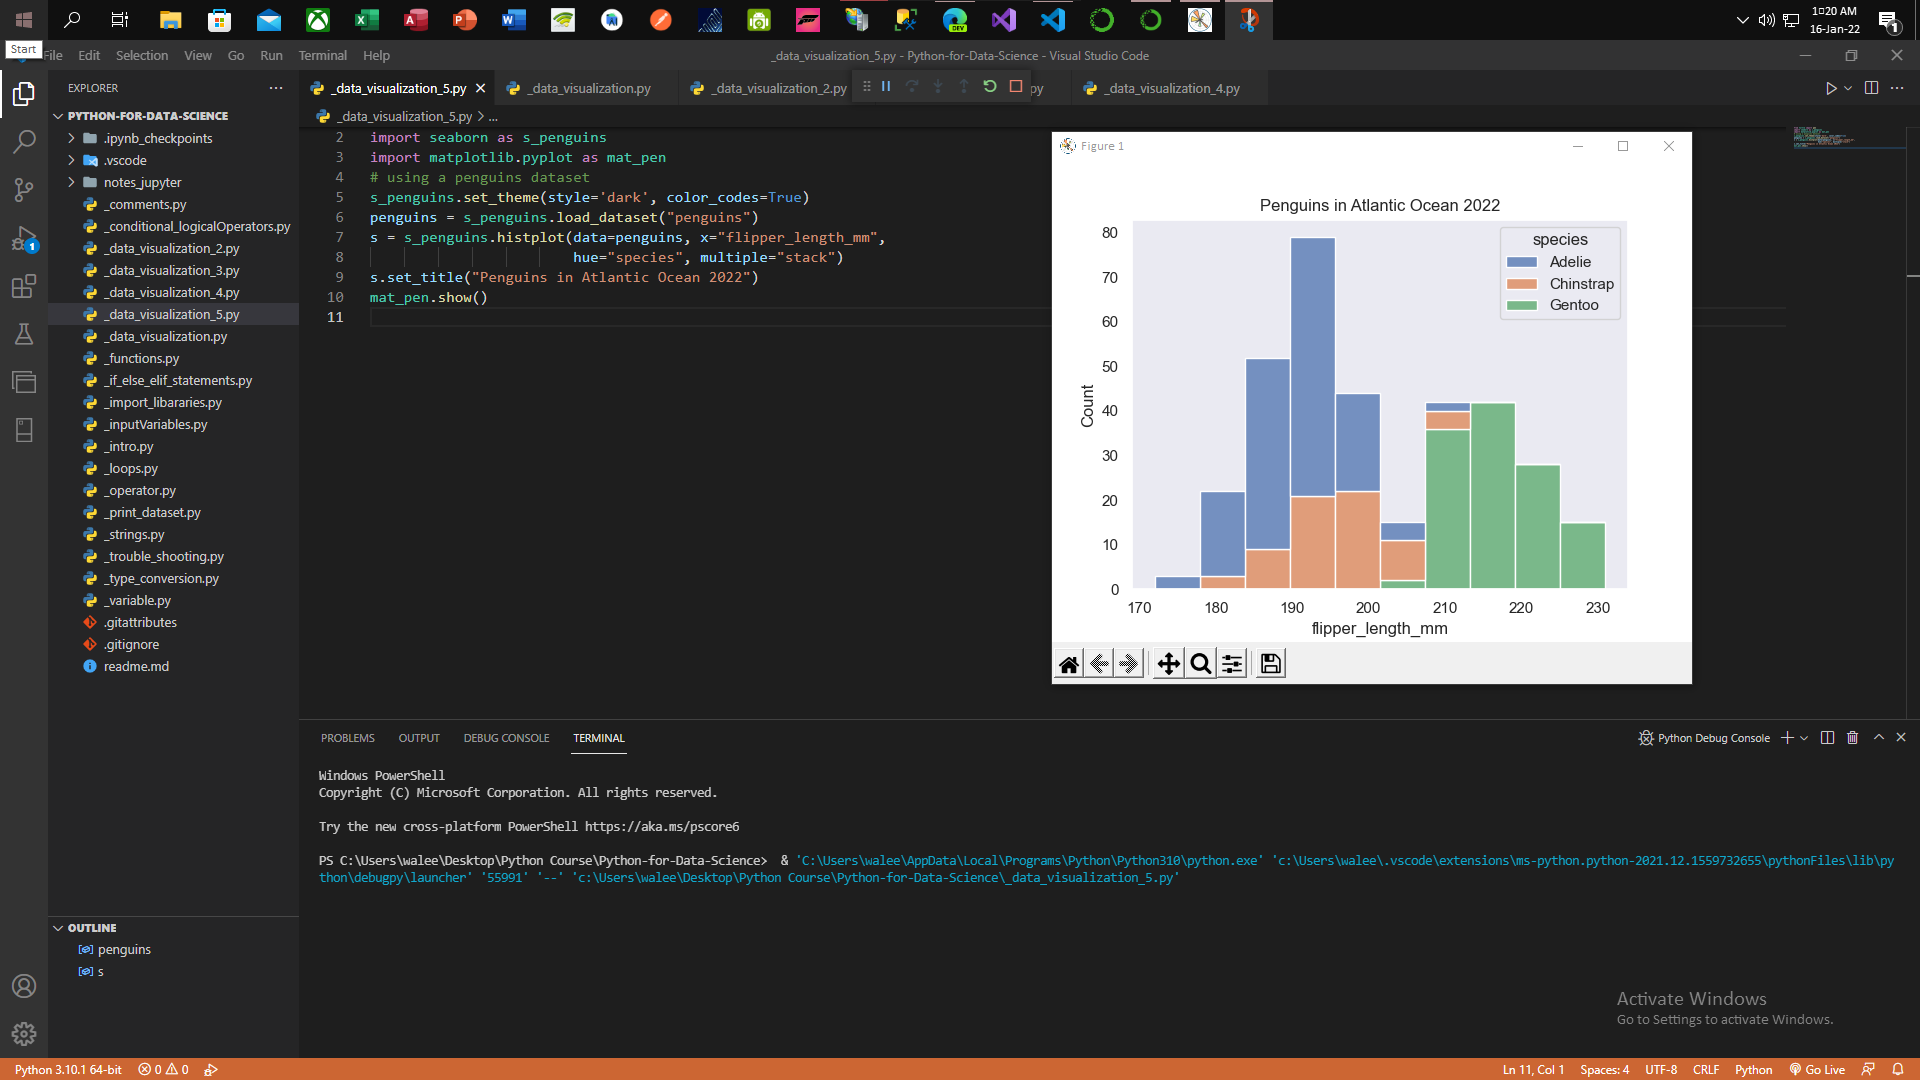 1:20 AM
16-Jan-22
1
Start
File Edit Selection View Go Run Terminal Help
_data_visualization_5.py - Python-for-Data-Science - Visual Studio Code
EXPLORER
_data_visualization_5.py
_data_visualization.py
_data_visualization_2.py
py
_data_visualization_4.py
_data_visualization_5.py > ...
PYTHON-FOR-DATA-SCIENCE
.ipynb_checkpoints
.vscode
notes_jupyter
_comments.py
_conditional_logicalOperators.py
_data_visualization_2.py
_data_visualization_3.py
_data_visualization_4.py
_data_visualization_5.py
_data_visualization.py
_functions.py
_if_else_elif_statements.py
_import_libararies.py
_inputVariables.py
_intro.py
_loops.py
_operator.py
_print_dataset.py
_strings.py
_trouble_shooting.py
_type_conversion.py
_variable.py
.gitattributes
.gitignore
readme.md
1
OUTLINE
penguins
s
2 import seaborn as s_penguins
3 import matplotlib.pyplot as mat_pen
4 # using a penguins dataset
5 s_penguins.set_theme(style='dark', color_codes=True)
6 penguins = s_penguins.load_dataset("penguins")
7 s = s_penguins.histplot(data=penguins, x="flipper_length_mm",
8 hue="species", multiple="stack")
9 s.set_title("Penguins in Atlantic Ocean 2022")
10 mat_pen.show()
11
Figure 1
Penguins in Atlantic Ocean 2022
species
Adelie
Chinstrap
Gentoo
Count
80
70
60
50
40
30
20
10
0
170 180 190 200 210 220 230
flipper_length_mm
PROBLEMS OUTPUT DEBUG CONSOLE TERMINAL
Python Debug Console
Windows PowerShell
Copyright (C) Microsoft Corporation. All rights reserved.
Try the new cross-platform PowerShell https://aka.ms/pscore6
PS C:\Users\walee\Desktop\Python Course\Python-for-Data-Science>  & 'C:\Users\walee\AppData\Local\Programs\Python\Python310\python.exe' 'c:\Users\walee\.vscode\extensions\ms-python.python-2021.12.1559732655\pythonFiles\lib\py
thon\debugpy\launcher' '55991' '--' 'c:\Users\walee\Desktop\Python Course\Python-for-Data-Science\_data_visualization_5.py'
Activate Windows
Go to Settings to activate Windows.
Python 3.10.1 64-bit 0 0
Ln 11, Col 1 Spaces: 4 UTF-8 CRLF Python Go Live